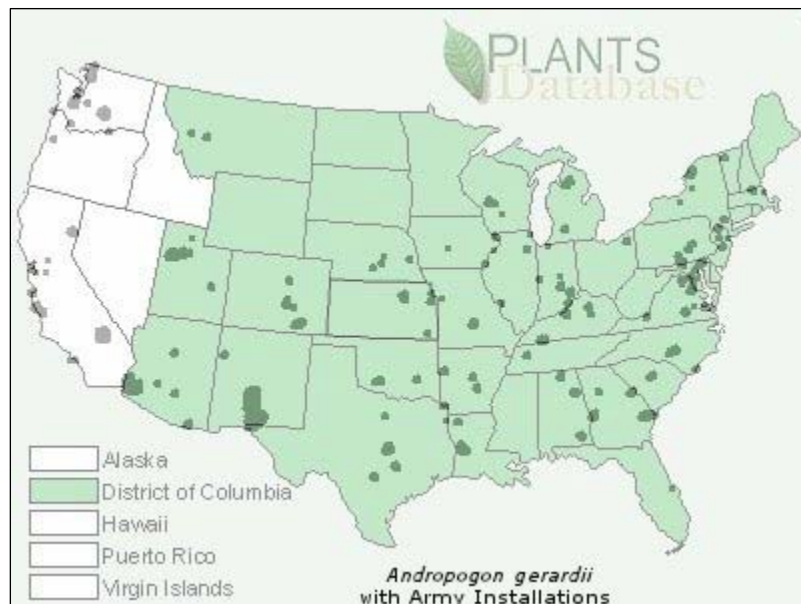 PLANTS
Database
Alaska
District of Columbia
Hawaii
Puerto Rico
Virgin Islands
Andropogon gerardii
with Army Installations